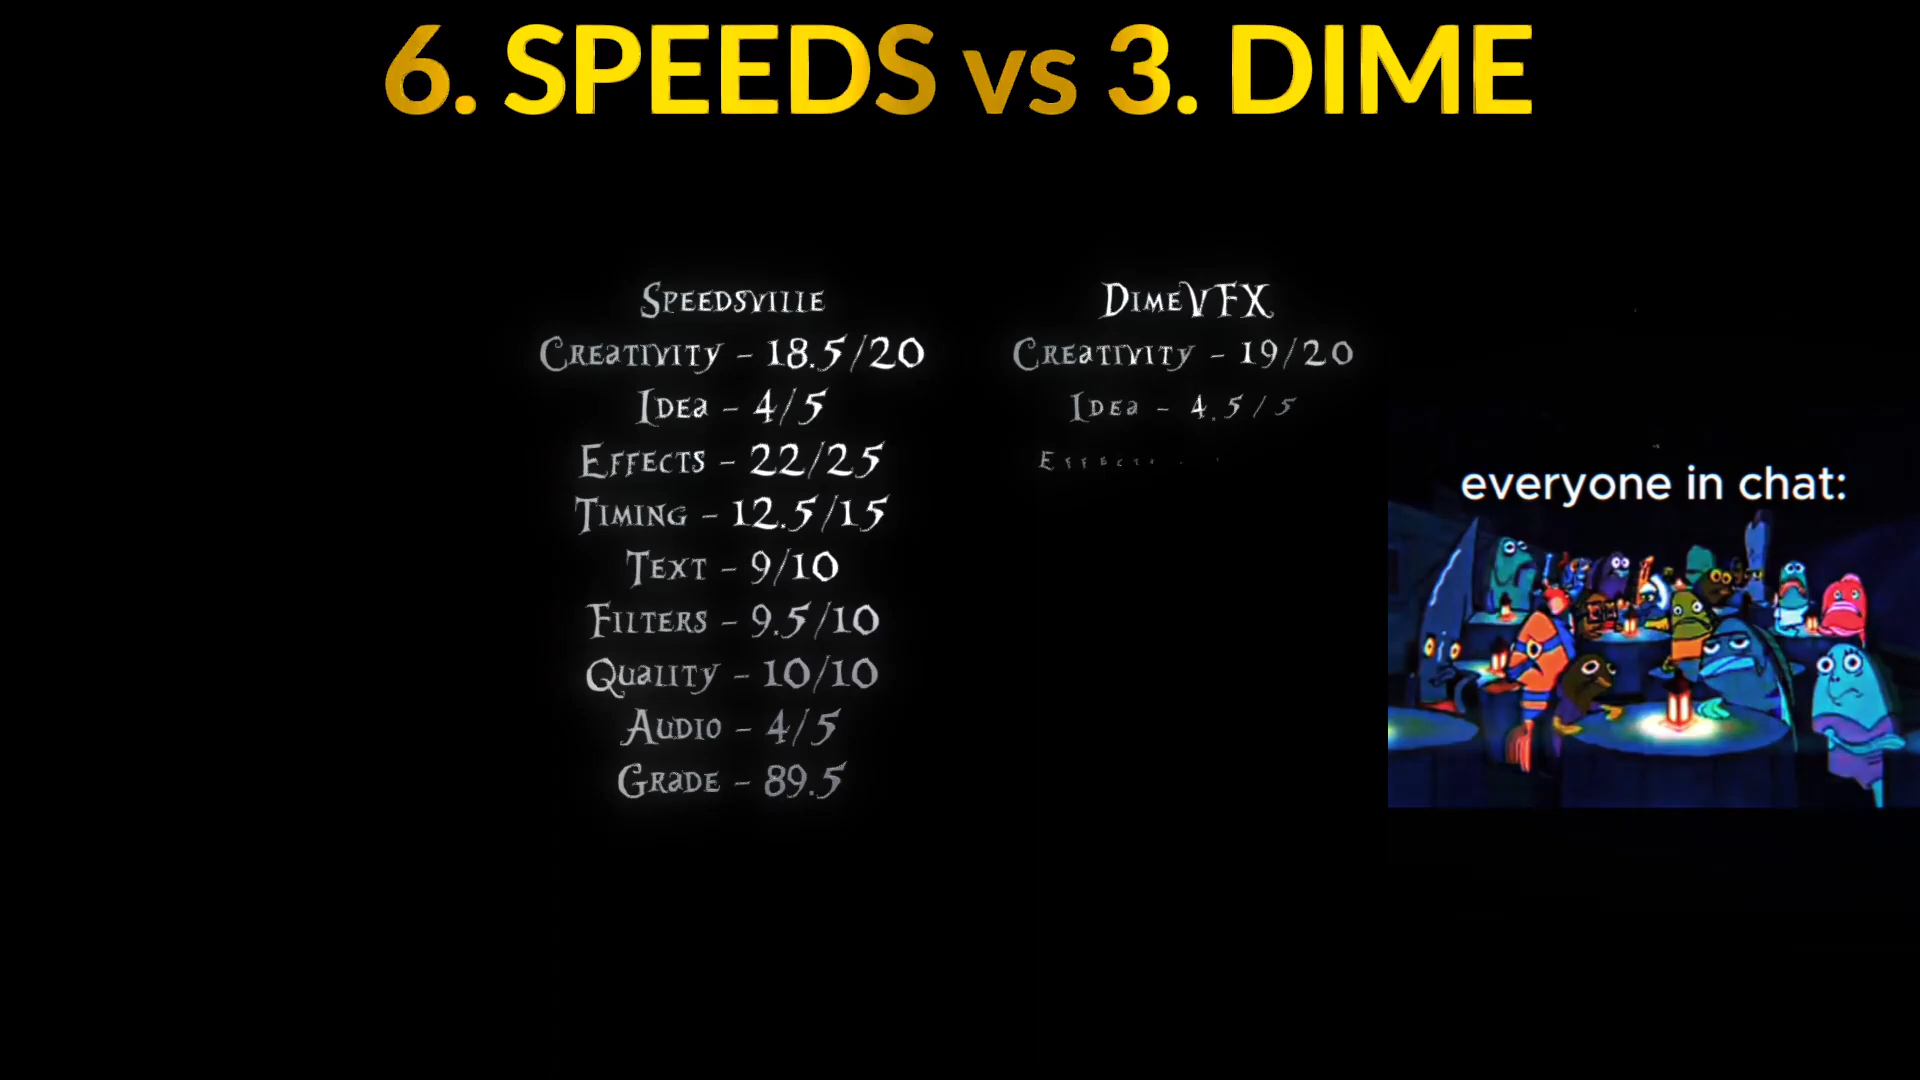 6. SPEEDS vs 3. DIME
Speedsville
Creativity - 18.5/20
Idea - 4/5
Effects - 22/25
Timing - 12.5/15
Text - 9/10
Filters - 9.5/10
Quality - 10/10
Audio - 4/5
Grade - 89.5
DimeVFX
Creativity - 19/20
Idea - 4.5/5
Effects
everyone in chat: